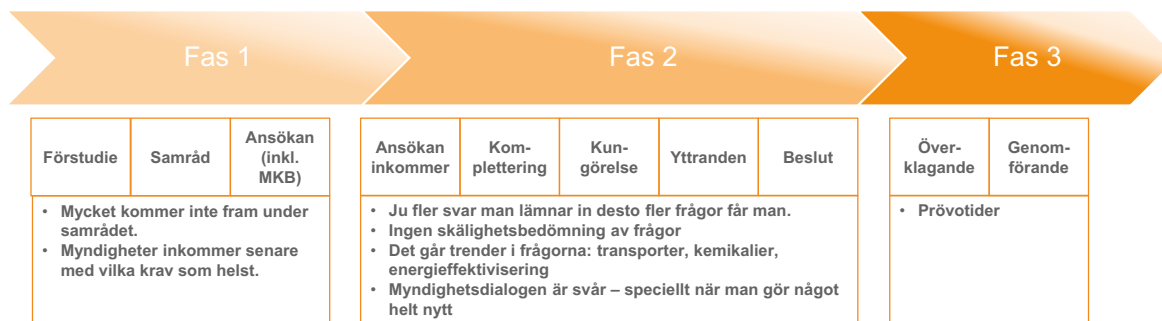 Fas 1
Fas 2
Fas 3
Förstudie
Samråd
Ansökan
(inkl.
MKB)
Ansökan
inkommer
Kom-
plettering
Kun-
görelse
Yttranden
Beslut
Över-
klagande
Genom-
förande
• Mycket kommer inte fram under
samrådet.
• Myndigheter inkommer senare
med vilka krav som helst.
• Ju fler svar man lämnar in desto fler frågor får man.
• Ingen skälighetsbedömning av frågor
• Det går trender i frågorna: transporter, kemikalier,
energieffektivisering
• Myndighetsdialogen är svår – speciellt när man gör något
helt nytt
• Prövotider